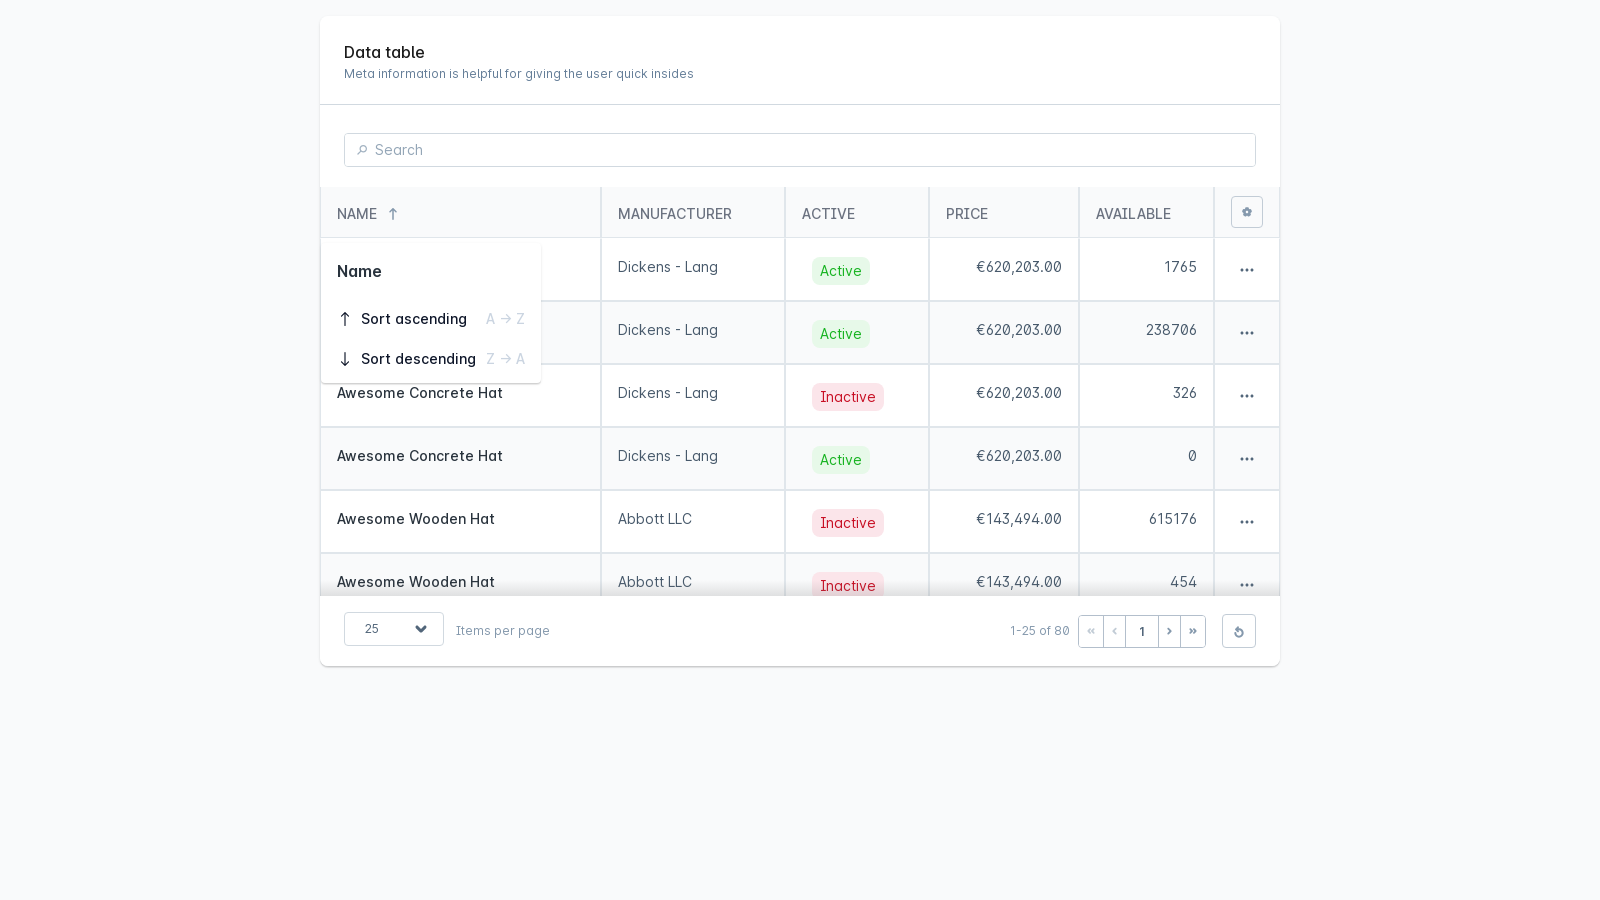 Data table
Meta information is helpful for giving the user quick insides
Search
NAME ↑ MANUFACTURER ACTIVE PRICE AVAILABLE
Name
↑ Sort ascending A → Z
↓ Sort descending Z → A
Dickens - Lang Active €620,203.00 1765
Dickens - Lang Active €620,203.00 238706
Awesome Concrete Hat Dickens - Lang Inactive €620,203.00 326
Awesome Concrete Hat Dickens - Lang Active €620,203.00 0
Awesome Wooden Hat Abbott LLC Inactive €143,494.00 615176
Awesome Wooden Hat Abbott LLC Inactive €143,494.00 454
25 Items per page 1-25 of 80 « ‹ 1 › »